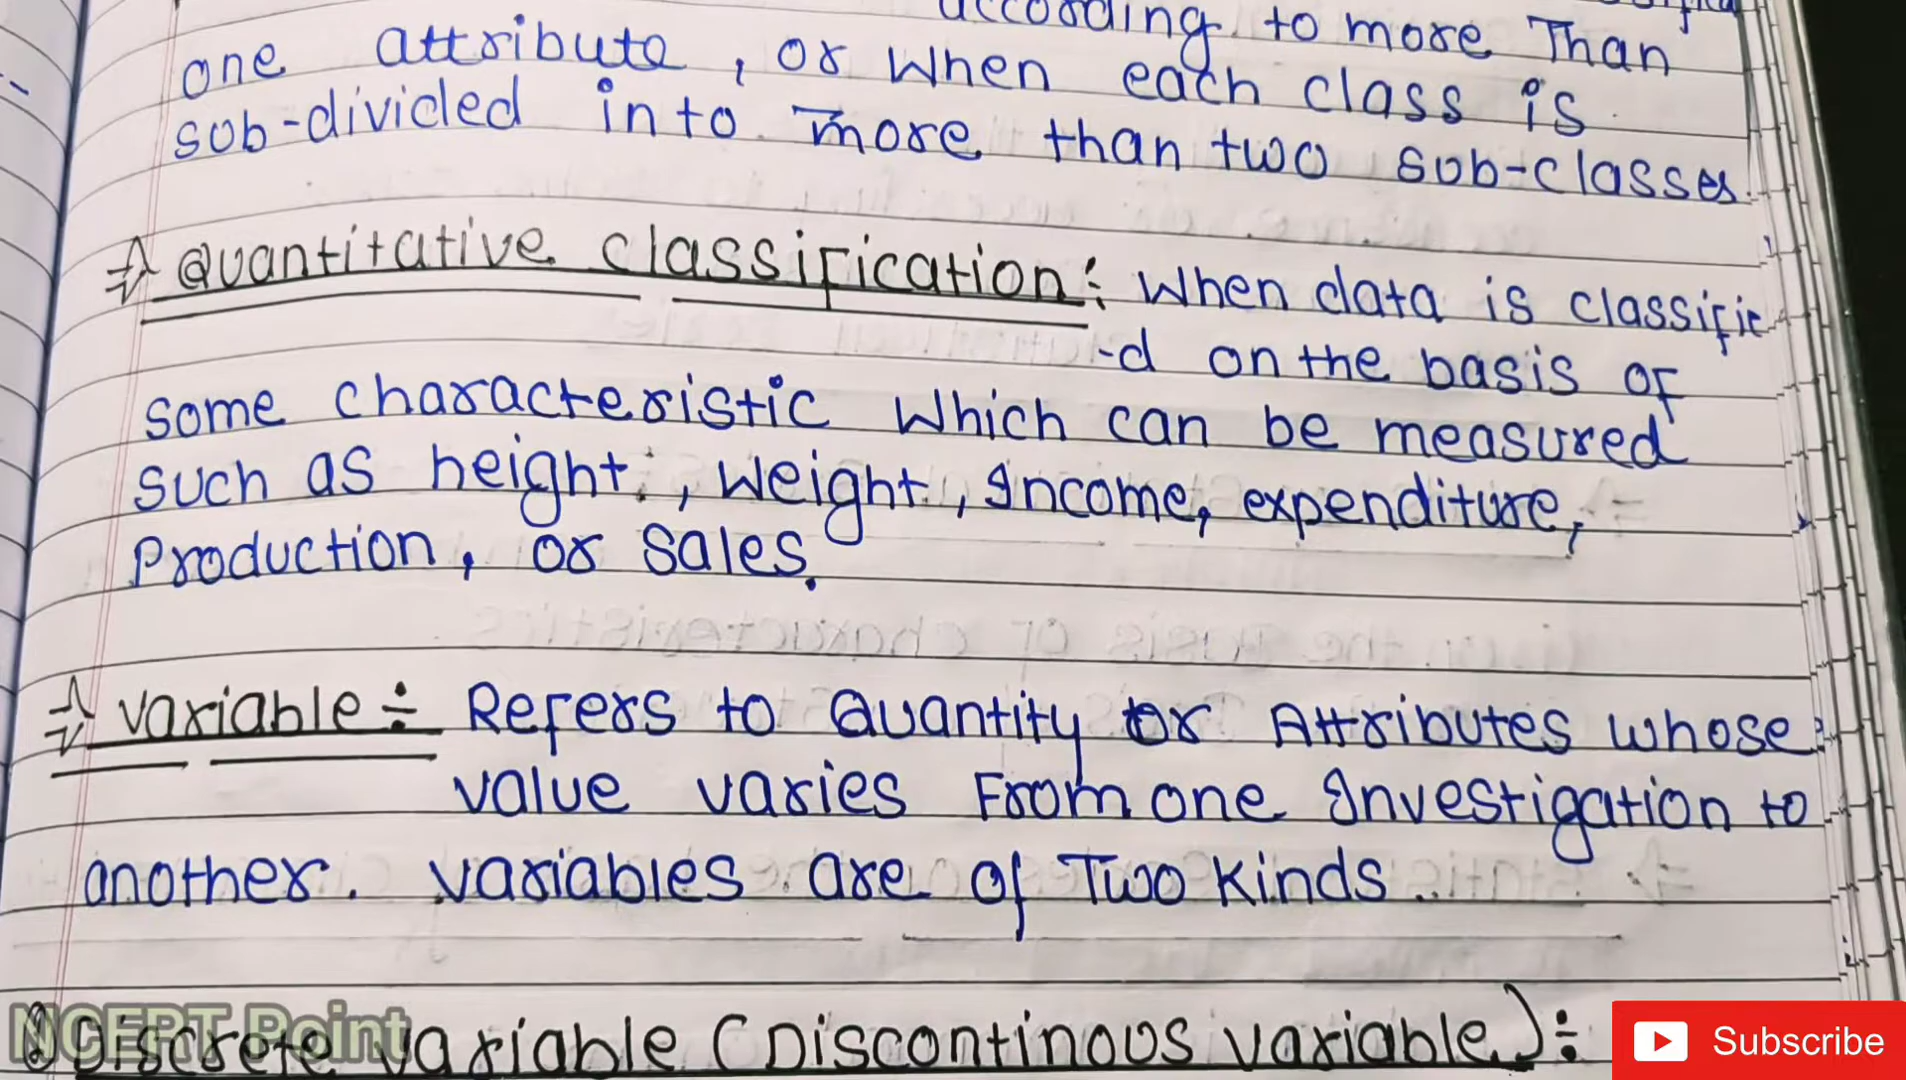 according to more Than
one attribute, or when each class is
sub-divided into more than two sub-classes.
⇒ Quantitative classification: When data is classifie
-d on the basis of
some characteristic which can be measured
such as height, weight, Income, expenditure,
Production, or sales.
⇒ variable ÷ Refers to Quantity or Attributes whose
value varies From one Investigation to
another. variables are of Two kinds.
NCERT Point
Discrete variable (Discontinous variable) ÷
Subscribe